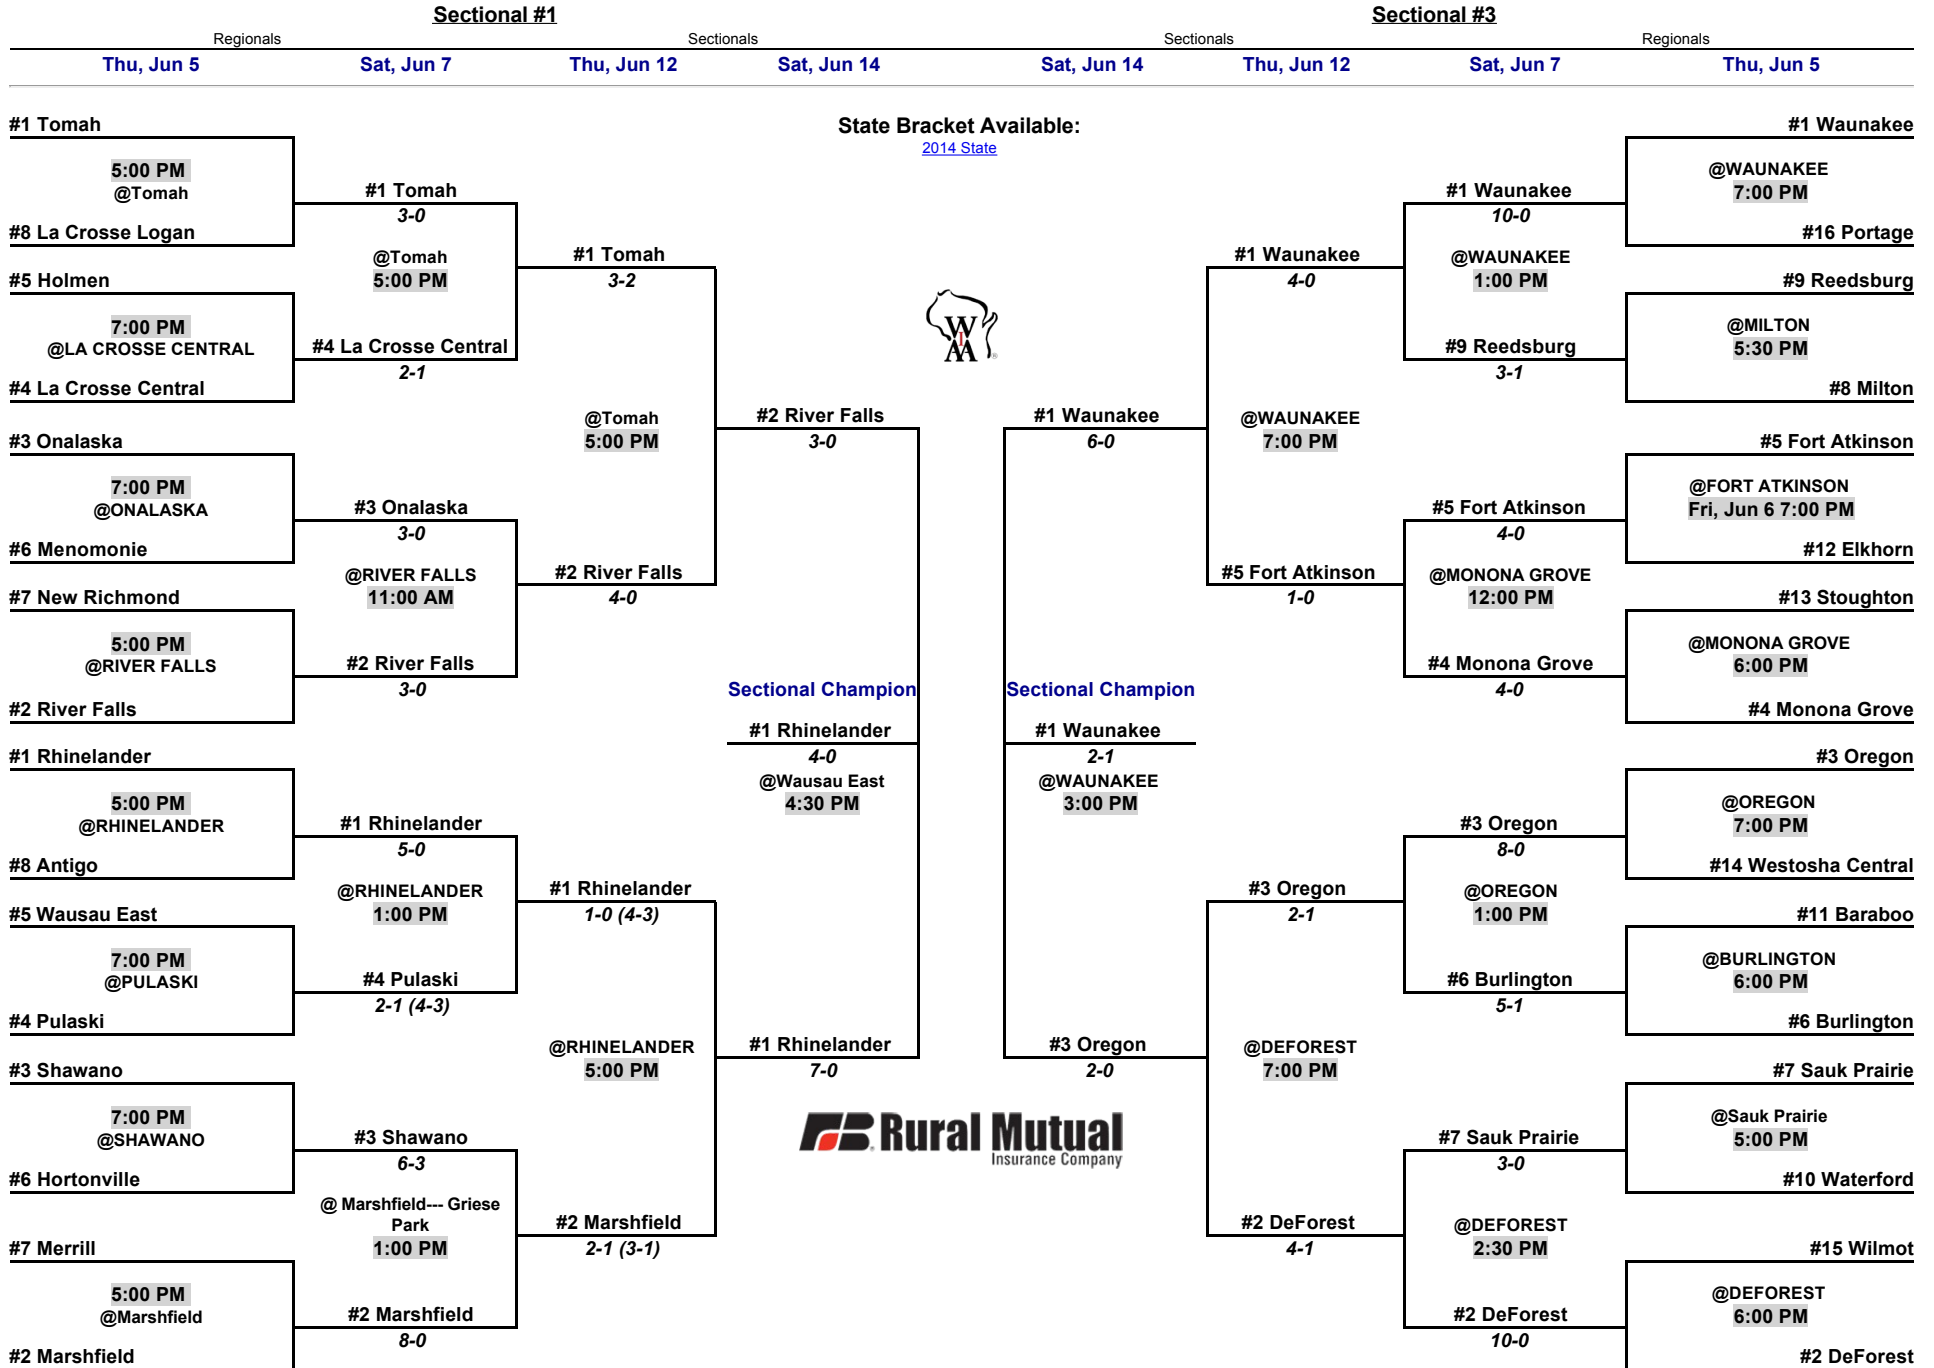 Sectional #1
Sectional #3
Regionals
Sectionals
Sectionals
Regionals
Thu, Jun 5
Sat, Jun 7
Thu, Jun 12
Sat, Jun 14
Sat, Jun 14
Thu, Jun 12
Sat, Jun 7
Thu, Jun 5
State Bracket Available:
2014 State
#1 Tomah
5:00 PM
@Tomah
#8 La Crosse Logan
#5 Holmen
7:00 PM
@LA CROSSE CENTRAL
#4 La Crosse Central
#3 Onalaska
7:00 PM
@ONALASKA
#6 Menomonie
#7 New Richmond
5:00 PM
@RIVER FALLS
#2 River Falls
#1 Rhinelander
5:00 PM
@RHINELANDER
#8 Antigo
#5 Wausau East
7:00 PM
@PULASKI
#4 Pulaski
#3 Shawano
7:00 PM
@SHAWANO
#6 Hortonville
#7 Merrill
5:00 PM
@Marshfield
#2 Marshfield
#1 Tomah
3-0
@Tomah
5:00 PM
#4 La Crosse Central
2-1
#3 Onalaska
3-0
@RIVER FALLS
11:00 AM
#2 River Falls
3-0
#1 Rhinelander
5-0
@RHINELANDER
1:00 PM
#4 Pulaski
2-1 (4-3)
#3 Shawano
6-3
@ Marshfield--- Griese
Park
1:00 PM
#2 Marshfield
8-0
#1 Tomah
3-2
@Tomah
5:00 PM
#2 River Falls
4-0
#1 Rhinelander
1-0 (4-3)
@RHINELANDER
5:00 PM
#2 Marshfield
2-1 (3-1)
WIAA
®
#2 River Falls
3-0
Sectional Champion
#1 Rhinelander
4-0
@Wausau East
4:30 PM
#1 Rhinelander
7-0
Rural Mutual
Insurance Company
#1 Waunakee
6-0
Sectional Champion
#1 Waunakee
2-1
@WAUNAKEE
3:00 PM
#3 Oregon
2-0
#1 Waunakee
4-0
@WAUNAKEE
7:00 PM
#5 Fort Atkinson
1-0
#3 Oregon
2-1
@DEFOREST
7:00 PM
#2 DeForest
4-1
#1 Waunakee
10-0
@WAUNAKEE
1:00 PM
#9 Reedsburg
3-1
#5 Fort Atkinson
4-0
@MONONA GROVE
12:00 PM
#4 Monona Grove
4-0
#3 Oregon
8-0
@OREGON
1:00 PM
#6 Burlington
5-1
#7 Sauk Prairie
3-0
@DEFOREST
2:30 PM
#2 DeForest
10-0
#1 Waunakee
@WAUNAKEE
7:00 PM
#16 Portage
#9 Reedsburg
@MILTON
5:30 PM
#8 Milton
#5 Fort Atkinson
@FORT ATKINSON
Fri, Jun 6 7:00 PM
#12 Elkhorn
#13 Stoughton
@MONONA GROVE
6:00 PM
#4 Monona Grove
#3 Oregon
@OREGON
7:00 PM
#14 Westosha Central
#11 Baraboo
@BURLINGTON
6:00 PM
#6 Burlington
#7 Sauk Prairie
@Sauk Prairie
5:00 PM
#10 Waterford
#15 Wilmot
@DEFOREST
6:00 PM
#2 DeForest